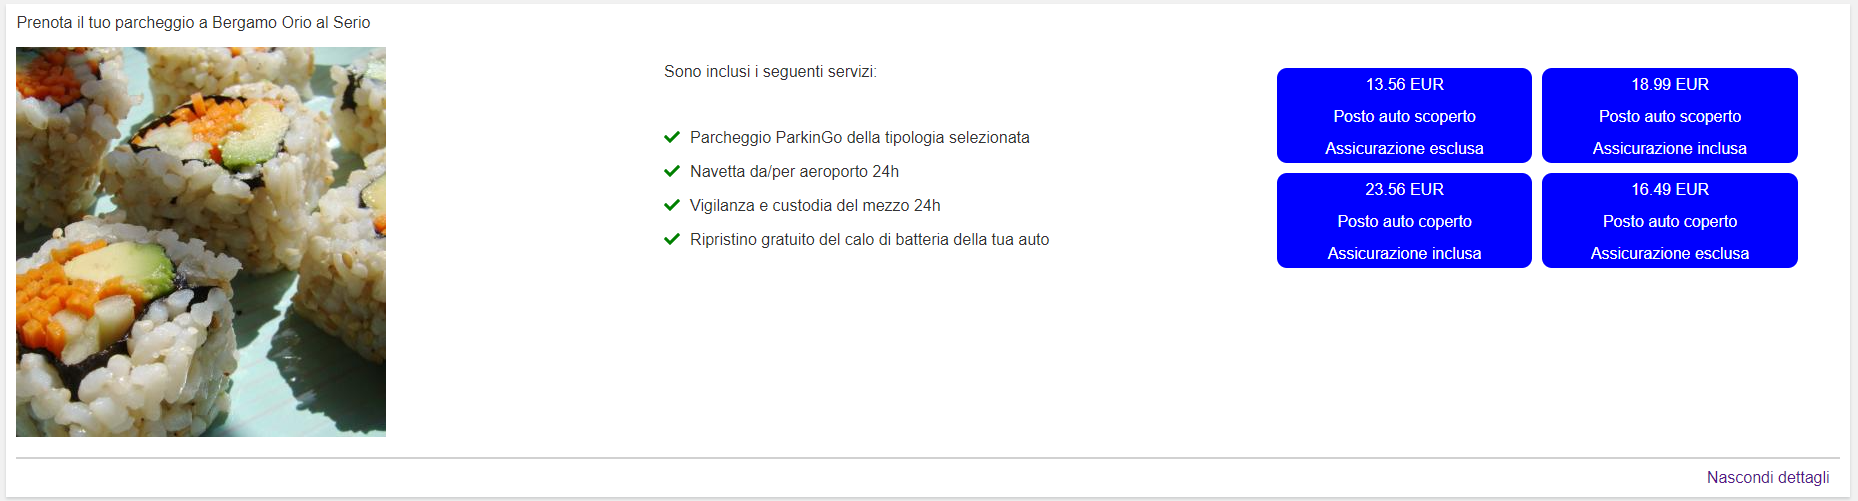 Prenota il tuo parcheggio a Bergamo Orio al Serio
Sono inclusi i seguenti servizi:
Parcheggio ParkinGo della tipologia selezionata
Navetta da/per aeroporto 24h
Vigilanza e custodia del mezzo 24h
Ripristino gratuito del calo di batteria della tua auto
13.56 EUR
Posto auto scoperto
Assicurazione esclusa
18.99 EUR
Posto auto scoperto
Assicurazione inclusa
23.56 EUR
Posto auto coperto
Assicurazione inclusa
16.49 EUR
Posto auto coperto
Assicurazione esclusa
Nascondi dettagli